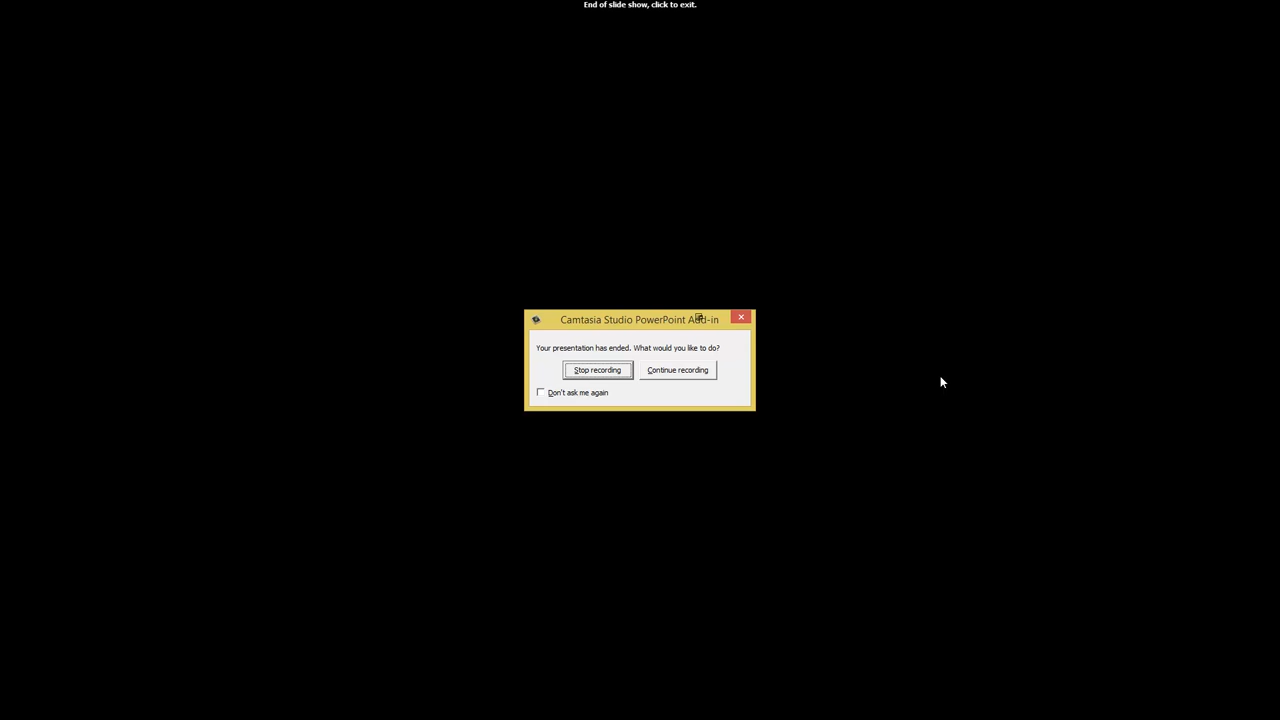 End of slide show, click to exit.
Camtasia Studio PowerPoint Add-in
Your presentation has ended. What would you like to do?
Stop recording
Continue recording
Don't ask me again